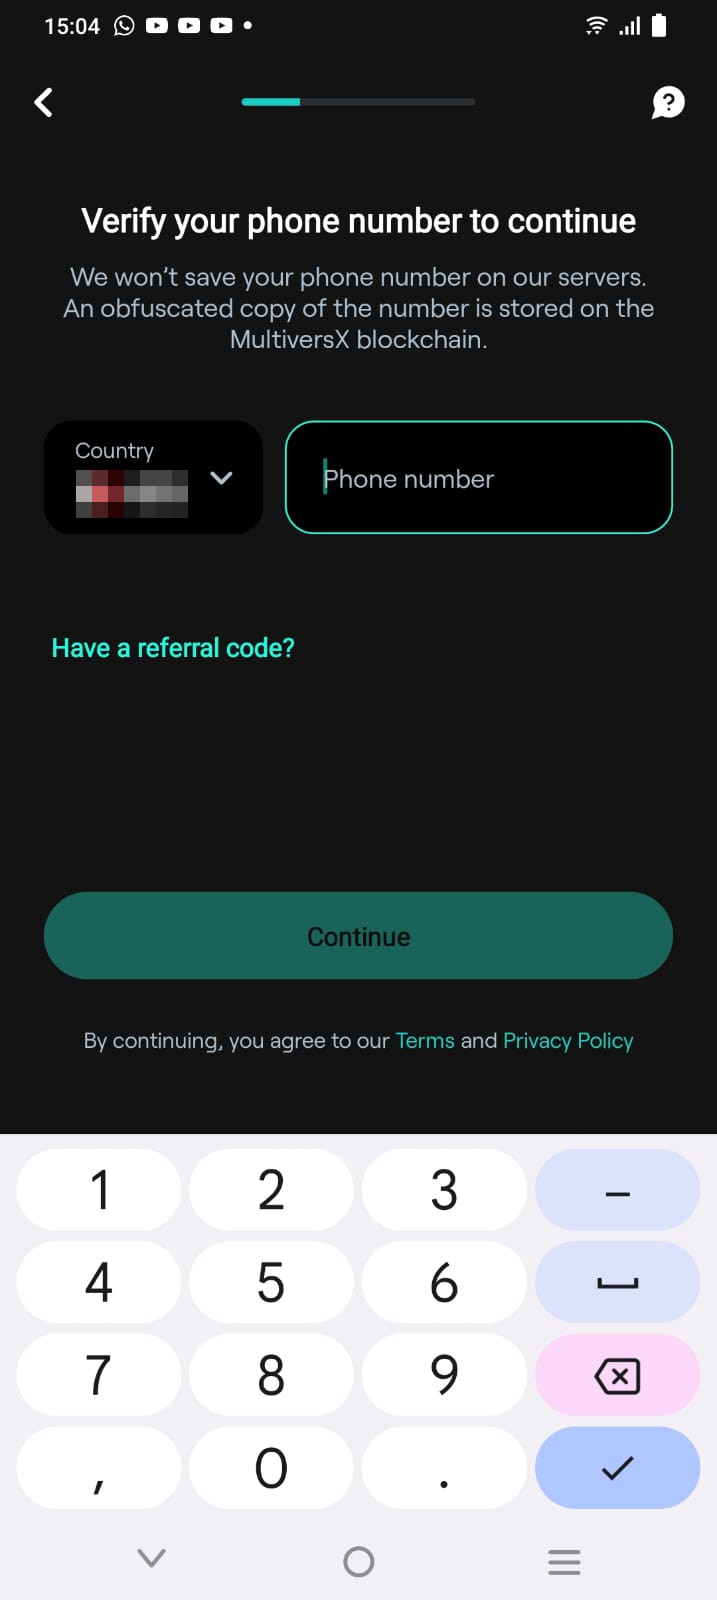 15:04
Verify your phone number to continue
We won’t save your phone number on our servers.
An obfuscated copy of the number is stored on the
MultiversX blockchain.
Country
Phone number
Have a referral code?
Continue
By continuing, you agree to our Terms and Privacy Policy
1 2 3 –
4 5 6
7 8 9
, 0 .